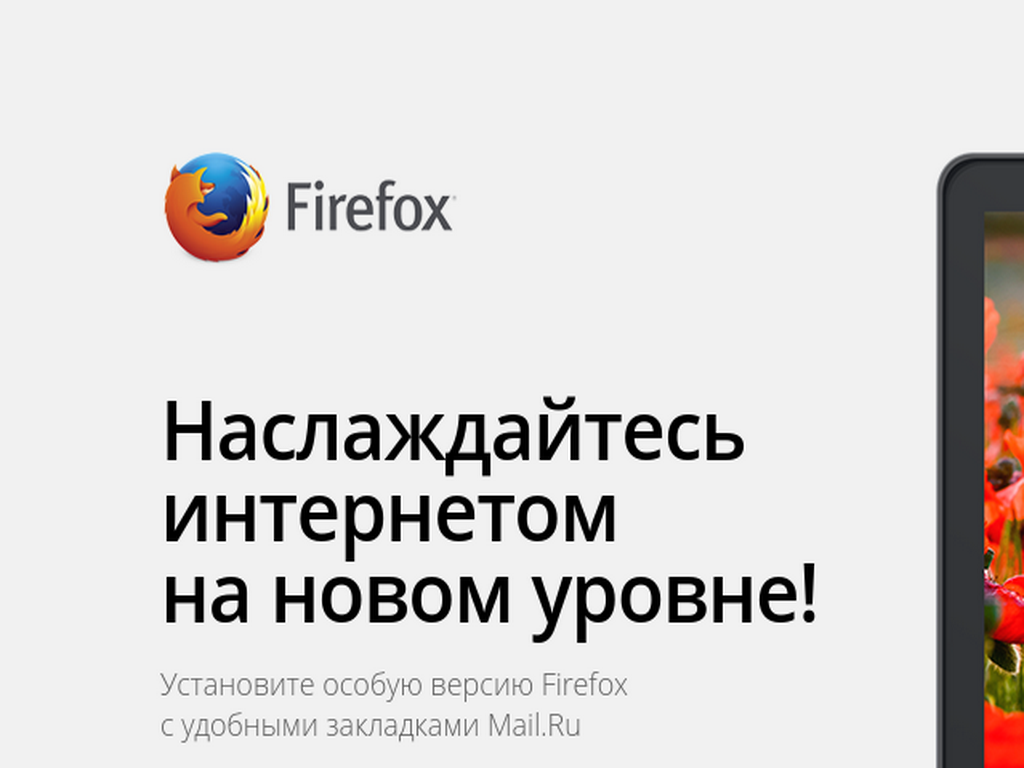 Firefox
Наслаждайтесь
интернетом
на новом уровне!
Установите особую версию Firefox
с удобными закладками Mail.Ru